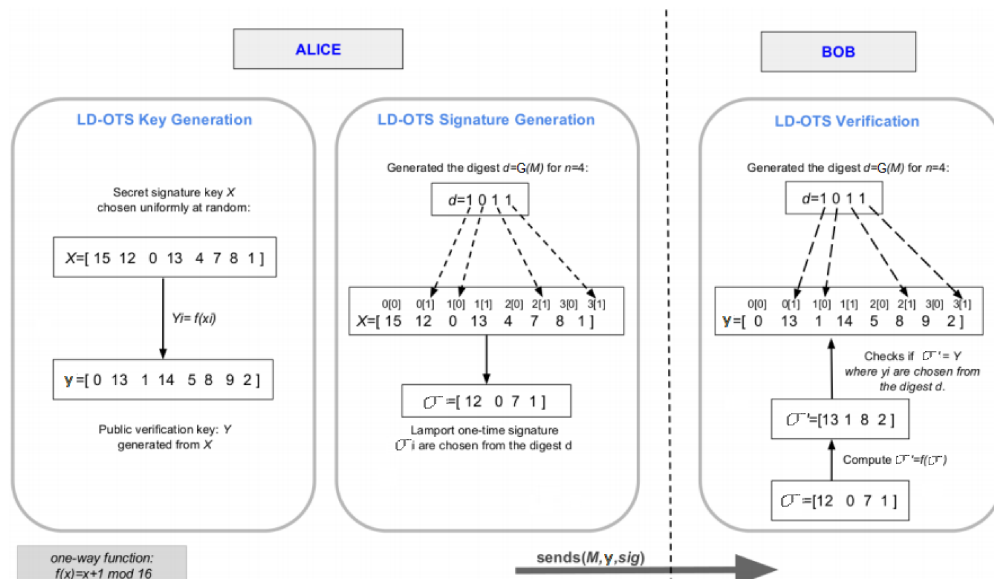 ALICE
BOB
LD-OTS Key Generation
Secret signature key X
chosen uniformly at random:
X=[ 15 12 0 13 4 7 8 1 ]
Yi= f(xi)
y=[ 0 13 1 14 5 8 9 2 ]
Public verification key: Y
generated from X
LD-OTS Signature Generation
Generated the digest d=G(M) for n=4:
d=1 0 1 1
0[0] 0[1] 1[0] 1[1] 2[0] 2[1] 3[0] 3[1]
X=[ 15 12 0 13 4 7 8 1 ]
σ=[ 12 0 7 1 ]
Lamport one-time signature
σi are chosen from the digest d
LD-OTS Verification
Generated the digest d=G(M) for n=4:
d=1 0 1 1
0[0] 0[1] 1[0] 1[1] 2[0] 2[1] 3[0] 3[1]
y=[ 0 13 1 14 5 8 9 2 ]
Checks if σ'= Y
where yi are chosen from
the digest d.
σ'=[13 1 8 2 ]
Compute σ'=f(σ)
σ=[12 0 7 1 ]
one-way function:
f(x)=x+1 mod 16
sends(M,y,sig)